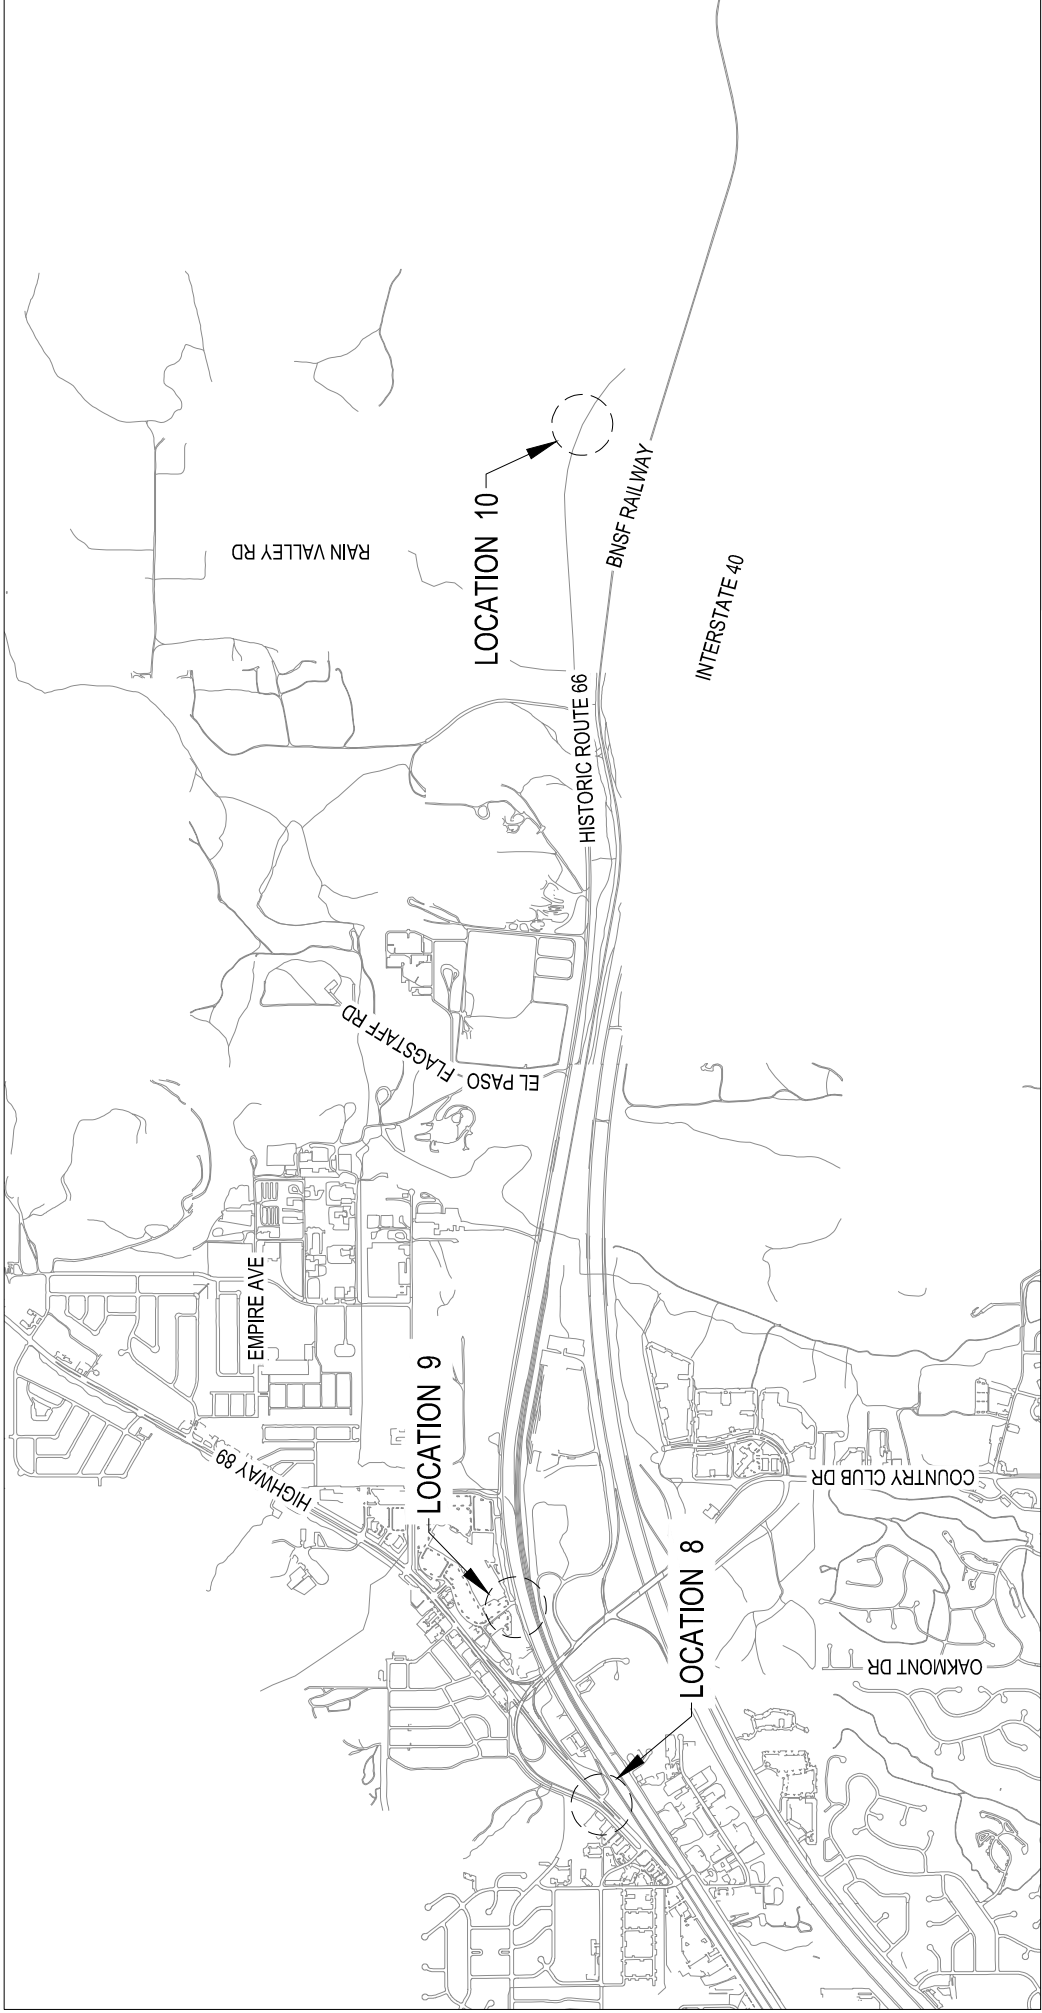 RAIN VALLEY RD
LOCATION 10
BNSF RAILWAY
INTERSTATE 40
HISTORIC ROUTE 66
EL PASO - FLAGSTAFF RD
EMPIRE AVE
HIGHWAY 89
LOCATION 9
COUNTRY CLUB DR
LOCATION 8
OAKMONT DR